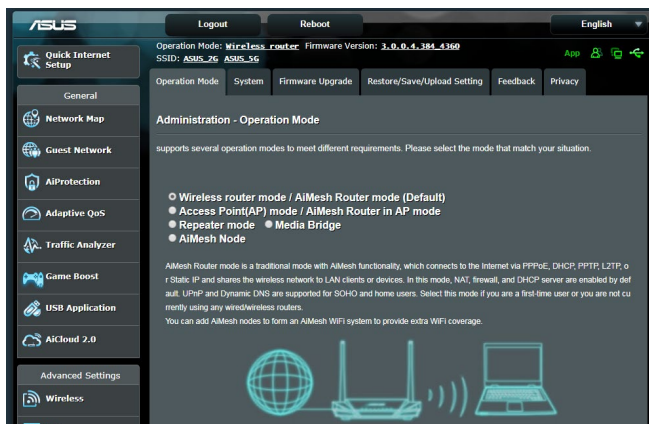 ASUS
Logout Reboot English
Operation Mode: Wireless router Firmware Version: 3.0.0.4.384_4360
SSID: ASUS_2G ASUS_5G
App
Quick Internet
Setup
General
Network Map
Guest Network
AiProtection
Adaptive QoS
Traffic Analyzer
Game Boost
USB Application
AiCloud 2.0
Advanced Settings
Wireless
Operation Mode System Firmware Upgrade Restore/Save/Upload Setting Feedback Privacy
Administration - Operation Mode
supports several operation modes to meet different requirements. Please select the mode that match your situation.
Wireless router mode / AiMesh Router mode (Default)
Access Point(AP) mode / AiMesh Router in AP mode
Repeater mode Media Bridge
AiMesh Node
AiMesh Router mode is a traditional mode with AiMesh functionality, which connects to the Internet via PPPoE, DHCP, PPTP, L2TP, o
r Static IP and shares the wireless network to LAN clients or devices. In this mode, NAT, firewall, and DHCP server are enabled by def
ault. UPnP and Dynamic DNS are supported for SOHO and home users. Select this mode if you are a first-time user or you are not cu
rrently using any wired/wireless routers.
You can add AiMesh nodes to form an AiMesh WiFi system to provide extra WiFi coverage.